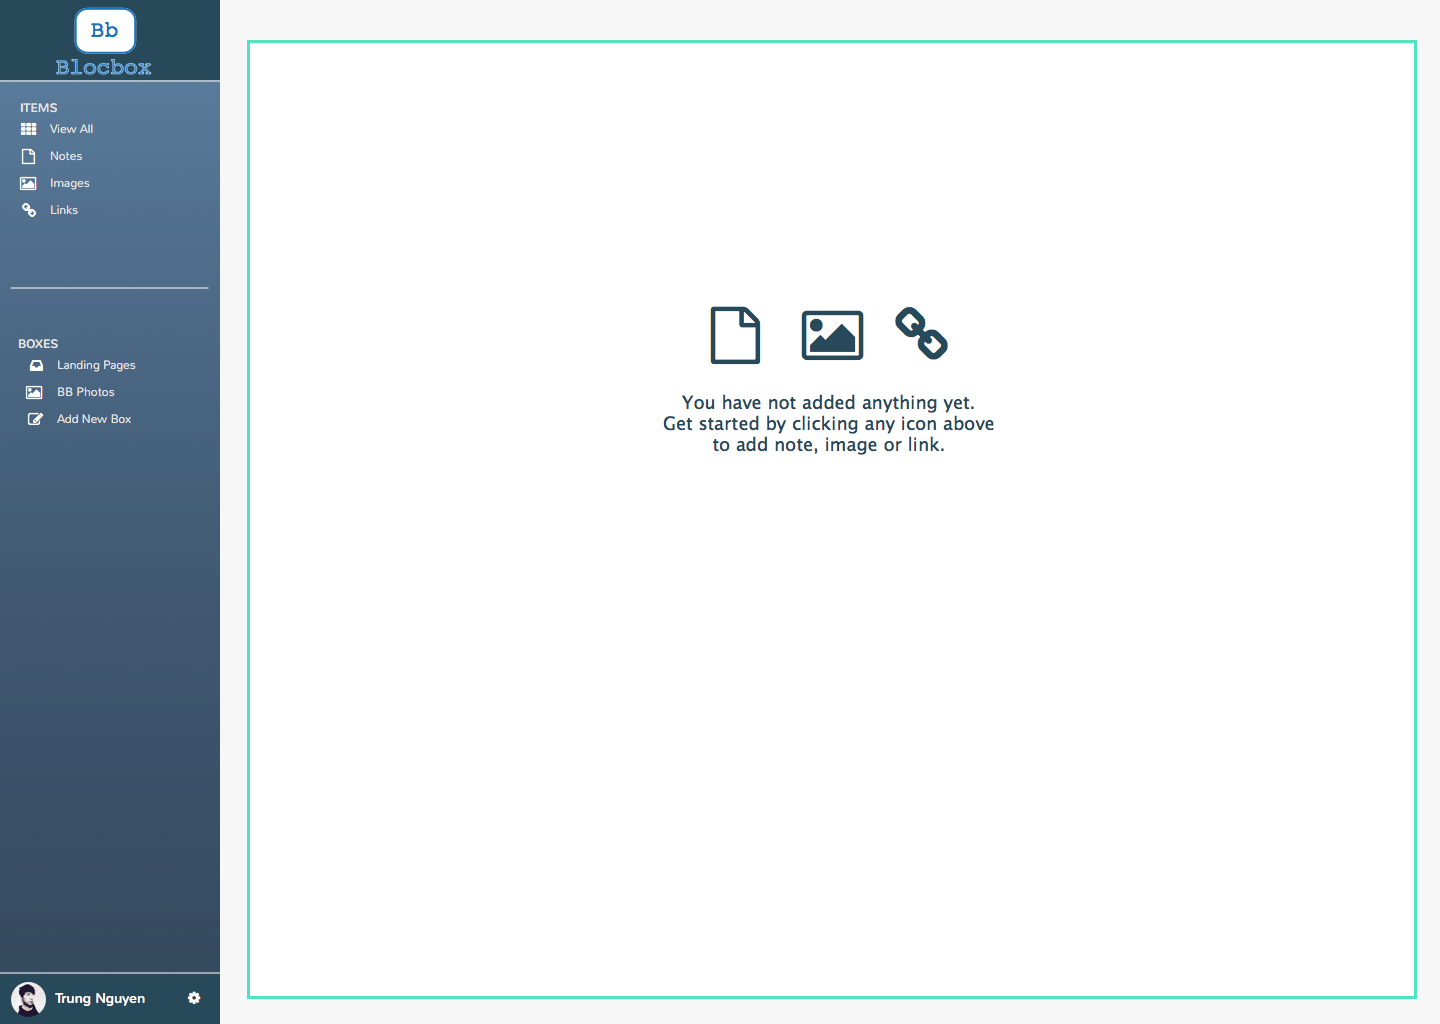 Bb
Blocbox
ITEMS
View All
Notes
Images
Links
BOXES
Landing Pages
BB Photos
Add New Box
You have not added anything yet.
Get started by clicking any icon above
to add note, image or link.
Trung Nguyen